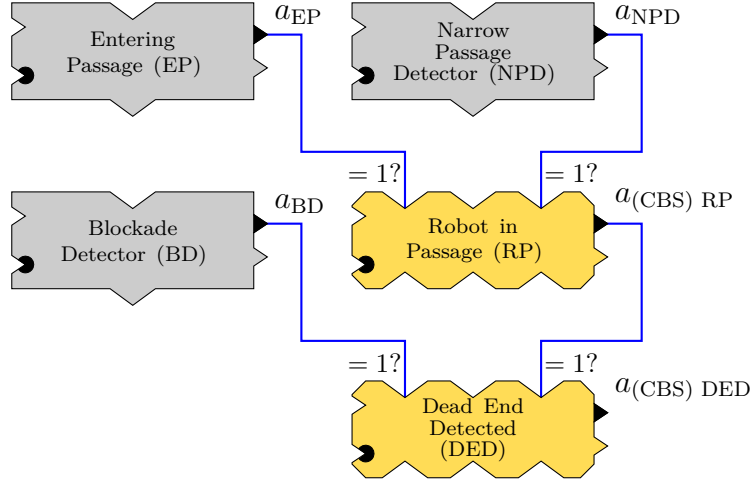 Entering
Passage (EP)
a_EP
Narrow
Passage
Detector (NPD)
a_NPD
= 1?
= 1?
Blockade
Detector (BD)
a_BD
Robot in
Passage (RP)
a_(CBS) RP
= 1?
= 1?
Dead End
Detected
(DED)
a_(CBS) DED